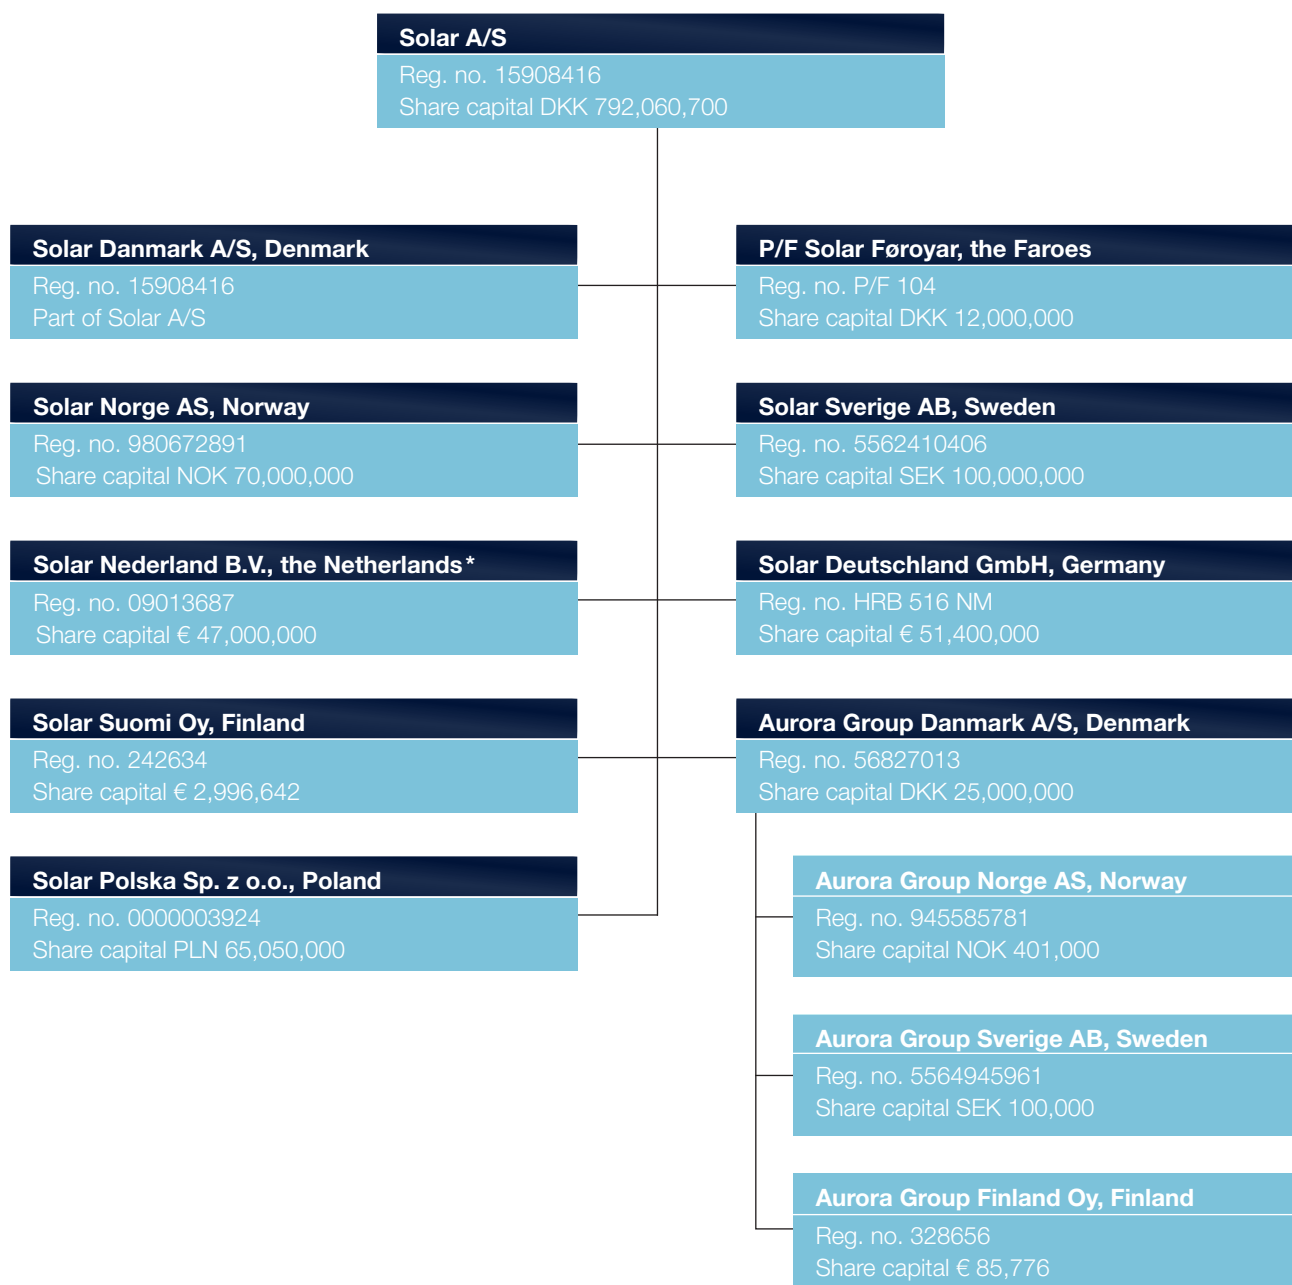 Solar A/S
Reg. no. 15908416
Share capital DKK 792,060,700
Solar Danmark A/S, Denmark
Reg. no. 15908416
Part of Solar A/S
P/F Solar Føroyar, the Faroes
Reg. no. P/F 104
Share capital DKK 12,000,000
Solar Norge AS, Norway
Reg. no. 980672891
Share capital NOK 70,000,000
Solar Sverige AB, Sweden
Reg. no. 5562410406
Share capital SEK 100,000,000
Solar Nederland B.V., the Netherlands*
Reg. no. 09013687
Share capital € 47,000,000
Solar Deutschland GmbH, Germany
Reg. no. HRB 516 NM
Share capital € 51,400,000
Solar Suomi Oy, Finland
Reg. no. 242634
Share capital € 2,996,642
Aurora Group Danmark A/S, Denmark
Reg. no. 56827013
Share capital DKK 25,000,000
Solar Polska Sp. z o.o., Poland
Reg. no. 0000003924
Share capital PLN 65,050,000
Aurora Group Norge AS, Norway
Reg. no. 945585781
Share capital NOK 401,000
Aurora Group Sverige AB, Sweden
Reg. no. 5564945961
Share capital SEK 100,000
Aurora Group Finland Oy, Finland
Reg. no. 328656
Share capital € 85,776